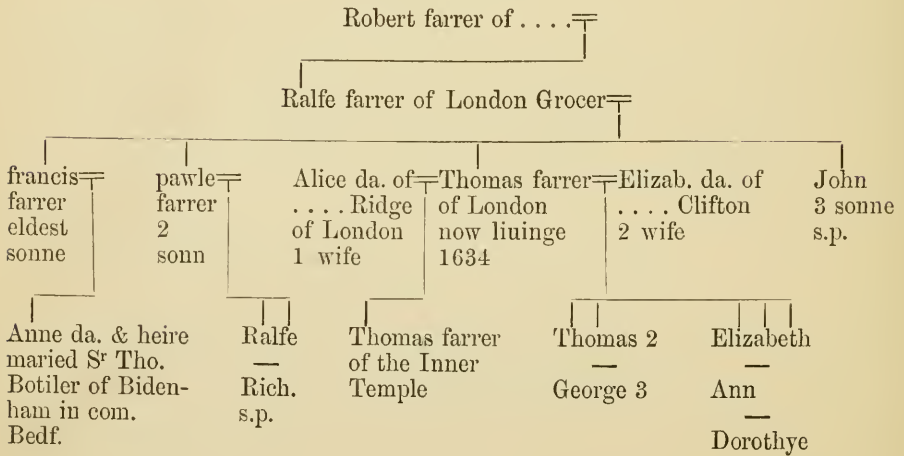 Robert farrer of . . . .
Ralfe farrer of London Grocer
francis
farrer
eldest
sonne
pawle
farrer
2
sonn
Alice da. of
. . . . Ridge
of London
1 wife
Thomas farrer
of London
now liuinge
1634
Elizab. da. of
. . . . Clifton
2 wife
John
3 sonne
s.p.
Anne da. & heire
maried Sʳ Tho.
Botiler of Biden-
ham in com.
Bedf.
Ralfe
—
Rich.
s.p.
Thomas farrer
of the Inner
Temple
Thomas 2
—
George 3
Elizabeth
—
Ann
—
Dorothye